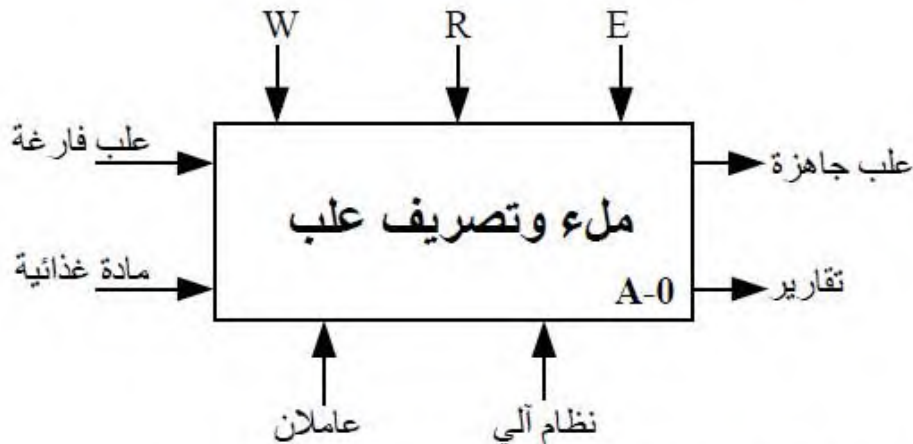 W R E
علب فارغة
علب جاهزة
ملء وتصريف علب
مادة غذائية
تقارير
A-0
عاملان
نظام آلي